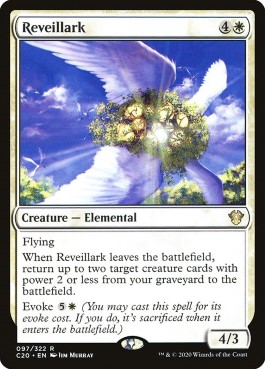 Reveillark 4
Creature — Elemental
Flying
When Reveillark leaves the battlefield,
return up to two target creature cards with
power 2 or less from your graveyard to the
battlefield.
Evoke 5 (You may cast this spell for its
evoke cost. If you do, it's sacrificed when it
enters the battlefield.)
4/3
097/322 R
C20 • EN Jim Murray
™ & © 2020 Wizards of the Coast